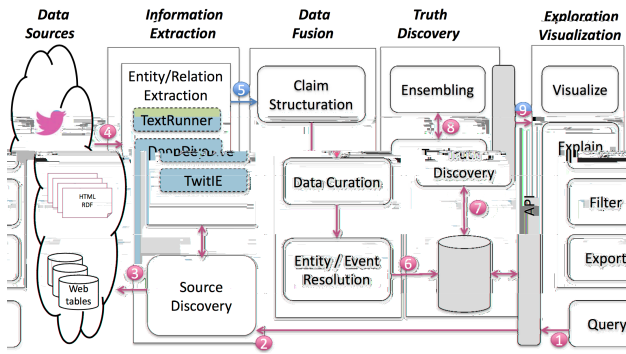 Data
Sources
Information
Extraction
Data
Fusion
Truth
Discovery
Exploration
Visualization
Entity/Relation
Extraction
TextRunner
TwitIE
HTML
RDF
Web
tables
Source
Discovery
Claim
Structuration
Data Curation
Entity / Event
Resolution
Ensembling
Discovery
API
Visualize
Explain
Filter
Export
Query
1
2
3
4
5
6
7
8
9